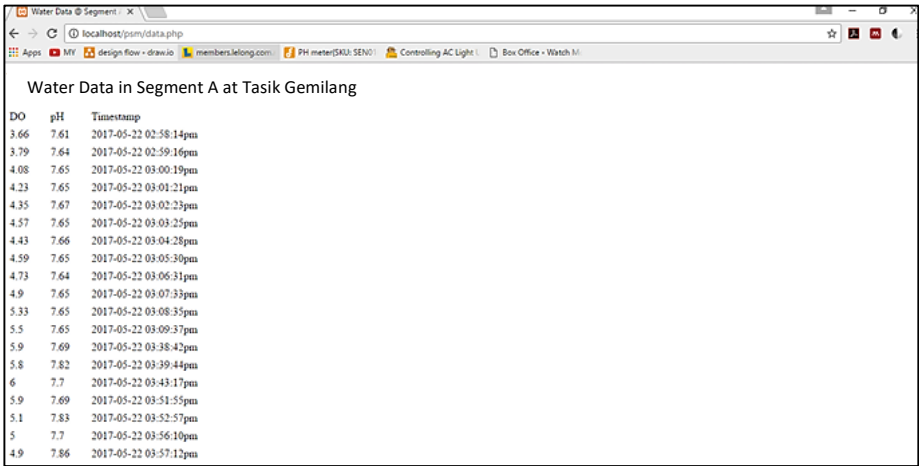 Water Data @ Segment A
localhost/psm/data.php
Apps MY design flow - draw.io members.lelong.com. PH meter(SKU: SEN01 Controlling AC Light Box Office - Watch M
Water Data in Segment A at Tasik Gemilang
DO pH Timestamp
3.66 7.61 2017-05-22 02:58:14pm
3.79 7.64 2017-05-22 02:59:16pm
4.08 7.65 2017-05-22 03:00:19pm
4.23 7.65 2017-05-22 03:01:21pm
4.35 7.67 2017-05-22 03:02:23pm
4.57 7.65 2017-05-22 03:03:25pm
4.43 7.66 2017-05-22 03:04:28pm
4.59 7.65 2017-05-22 03:05:30pm
4.73 7.64 2017-05-22 03:06:31pm
4.9 7.65 2017-05-22 03:07:33pm
5.33 7.65 2017-05-22 03:08:35pm
5.5 7.65 2017-05-22 03:09:37pm
5.9 7.69 2017-05-22 03:38:42pm
5.8 7.82 2017-05-22 03:39:44pm
6 7.7 2017-05-22 03:43:17pm
5.9 7.69 2017-05-22 03:51:55pm
5.1 7.83 2017-05-22 03:52:57pm
5 7.7 2017-05-22 03:56:10pm
4.9 7.86 2017-05-22 03:57:12pm